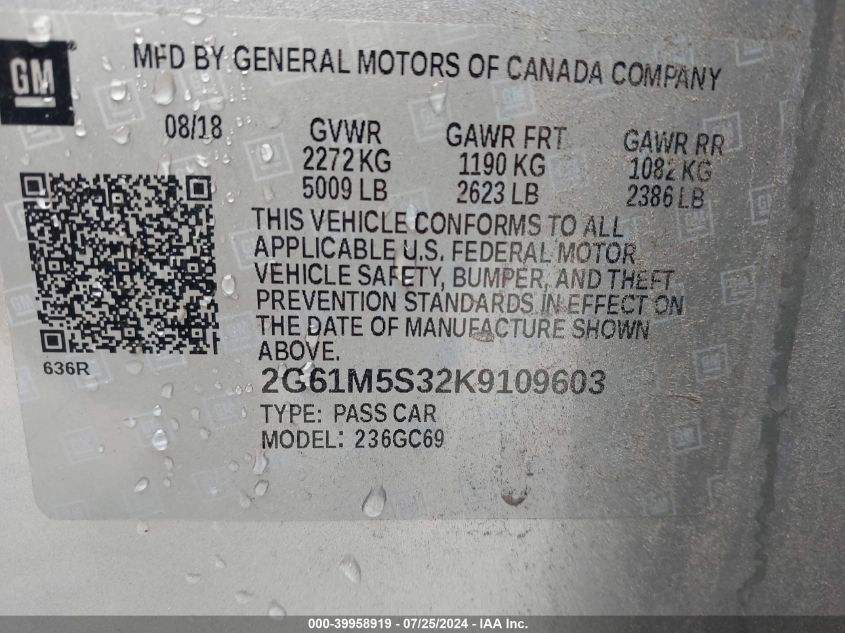 GM
MFD BY GENERAL MOTORS OF CANADA COMPANY
08/18 GVWR GAWR FRT GAWR RR
2272 KG 1190 KG 1082 KG
5009 LB 2623 LB 2386 LB
THIS VEHICLE CONFORMS TO ALL
APPLICABLE U.S. FEDERAL MOTOR
VEHICLE SAFETY, BUMPER, AND THEFT
PREVENTION STANDARDS IN EFFECT ON
THE DATE OF MANUFACTURE SHOWN
ABOVE.
636R
2G61M5S32K9109603
TYPE: PASS CAR
MODEL: 236GC69
000-39958919 / 07/25/2024 - IAA Inc.